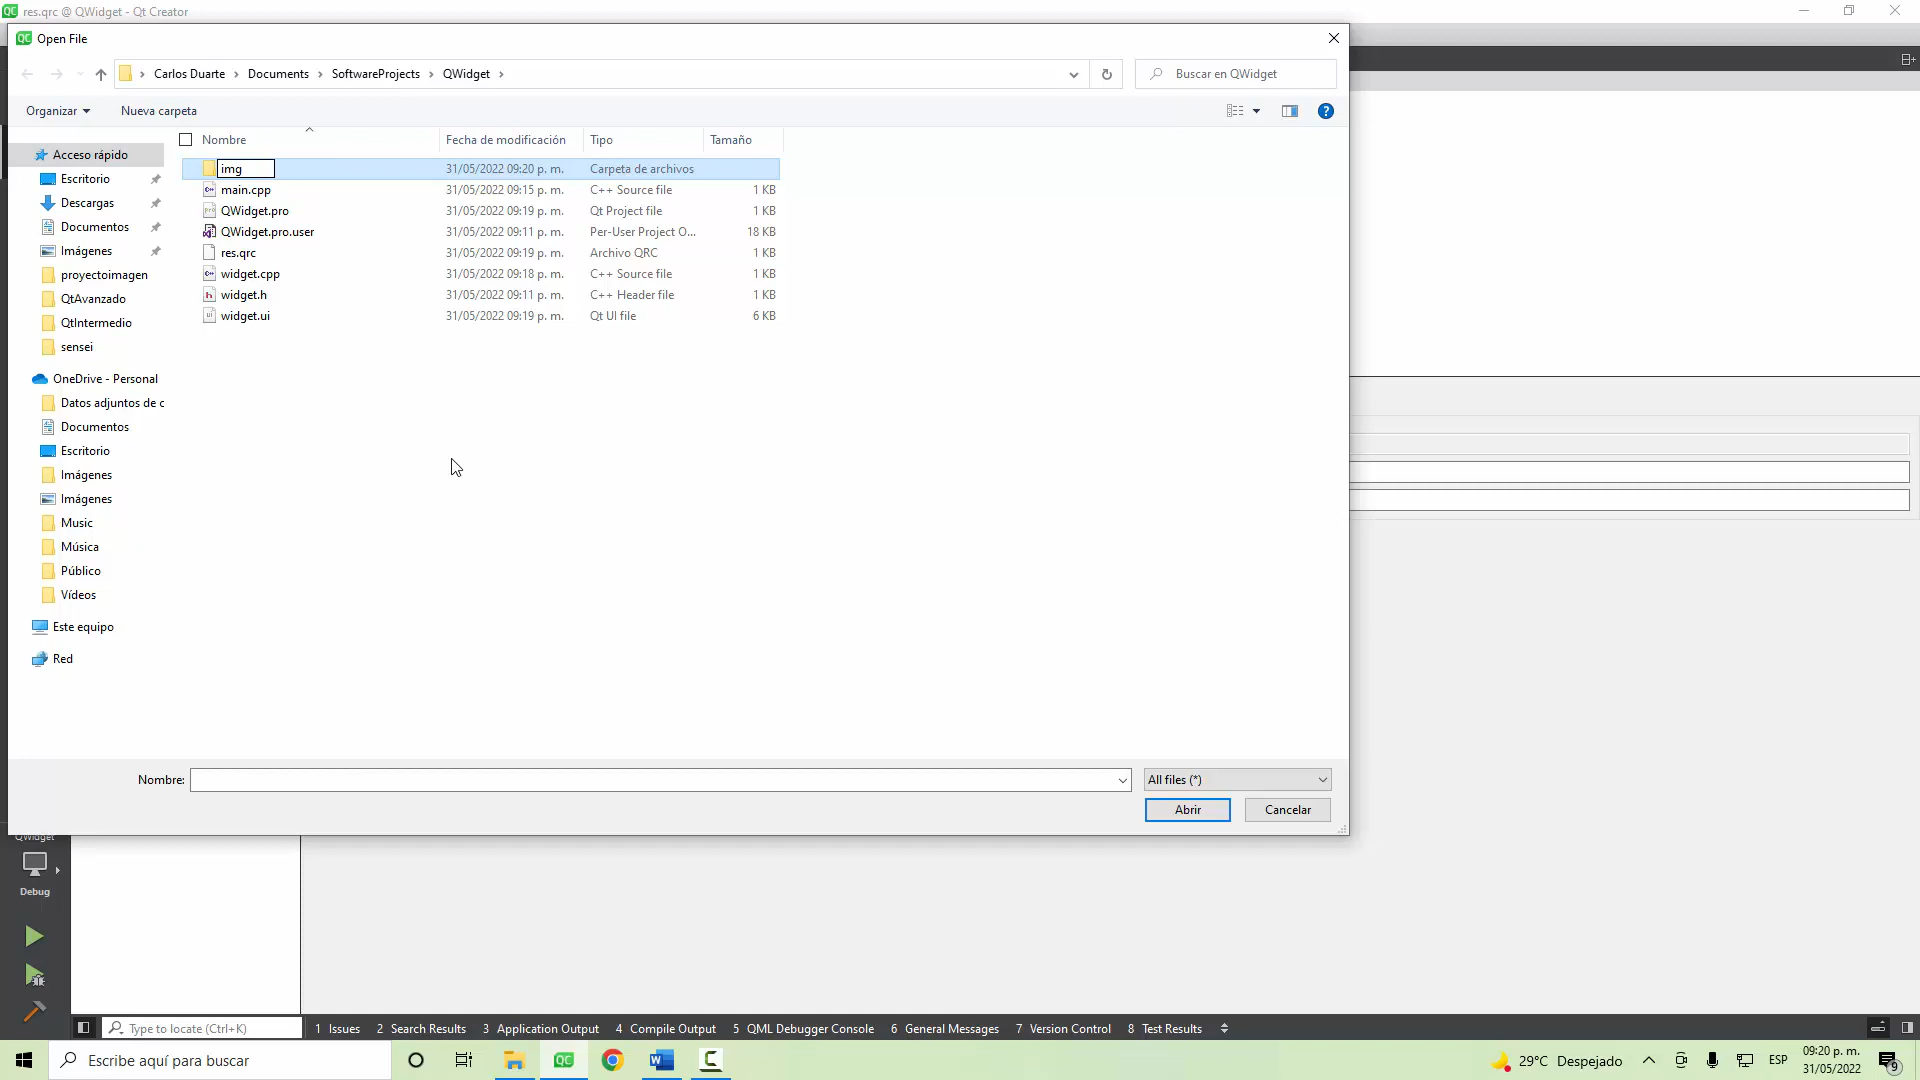 res.qrc @ QWidget - Qt Creator
Open File
Carlos Duarte
Documents
SoftwareProjects
QWidget
Buscar en QWidget
Organizar
Nueva carpeta
Nombre
Fecha de modificación
Tipo
Tamaño
Acceso rápido
Escritorio
Descargas
Documentos
Imágenes
proyectoimagen
QtAvanzado
QtIntermedio
sensei
OneDrive - Personal
Datos adjuntos de c
Documentos
Escritorio
Imágenes
Imágenes
Music
Música
Público
Vídeos
Este equipo
Red
img 31/05/2022 09:20 p. m. Carpeta de archivos
main.cpp 31/05/2022 09:15 p. m. C++ Source file 1 KB
QWidget.pro 31/05/2022 09:19 p. m. Qt Project file 1 KB
QWidget.pro.user 31/05/2022 09:11 p. m. Per-User Project O... 18 KB
res.qrc 31/05/2022 09:19 p. m. Archivo QRC 1 KB
widget.cpp 31/05/2022 09:18 p. m. C++ Source file 1 KB
widget.h 31/05/2022 09:11 p. m. C++ Header file 1 KB
widget.ui 31/05/2022 09:19 p. m. Qt UI file 6 KB
Nombre:
All files (*)
Abrir
Cancelar
QWidget
Debug
Type to locate (Ctrl+K)
1 Issues
2 Search Results
3 Application Output
4 Compile Output
5 QML Debugger Console
6 General Messages
7 Version Control
8 Test Results
Escribe aquí para buscar
29°C Despejado
ESP
09:20 p. m.
31/05/2022
9